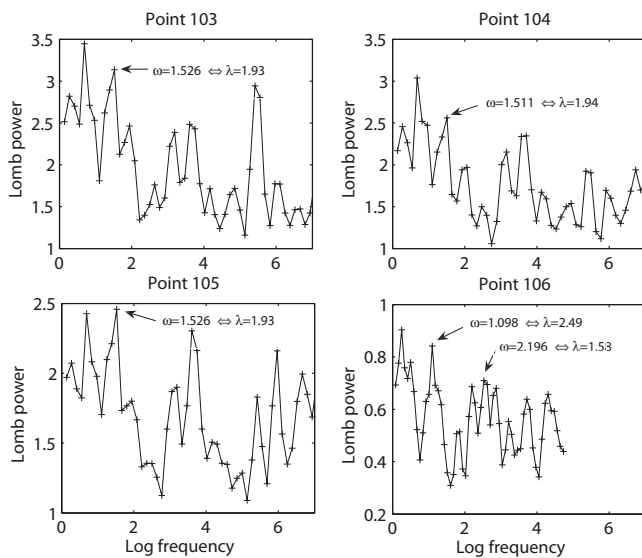 Point 103
Point 104
3.5
3
2.5
2
1.5
1
Lomb power
ω=1.526 ⇔ λ=1.93
0 2 4 6
3.5
3
2.5
2
1.5
1
Lomb power
ω=1.511 ⇔ λ=1.94
0 2 4 6
Point 105
Point 106
2.5
2
1.5
1
Lomb power
ω=1.526 ⇔ λ=1.93
0 2 4 6
Log frequency
1
0.8
0.6
0.4
0.2
Lomb power
ω=1.098 ⇔ λ=2.49
ω=2.196 ⇔ λ=1.58
0 2 4 6
Log frequency